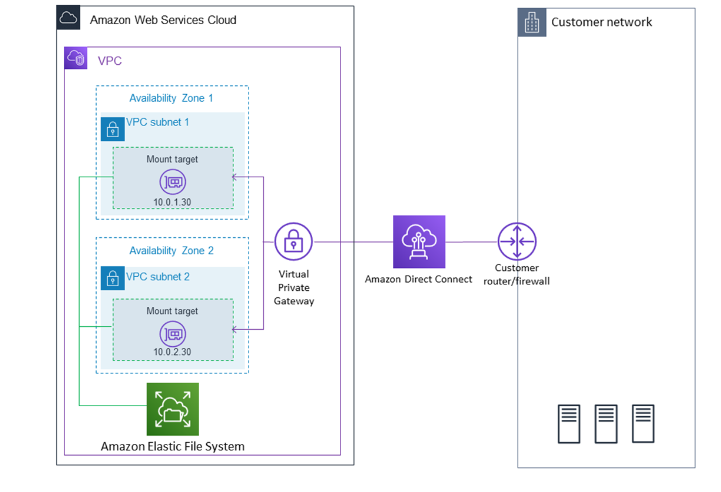 Amazon Web Services Cloud
VPC
Availability Zone 1
VPC subnet 1
Mount target
10.0.1.30
Availability Zone 2
VPC subnet 2
Mount target
10.0.2.30
Amazon Elastic File System
Virtual
Private
Gateway
Amazon Direct Connect
Customer network
Customer
router/firewall